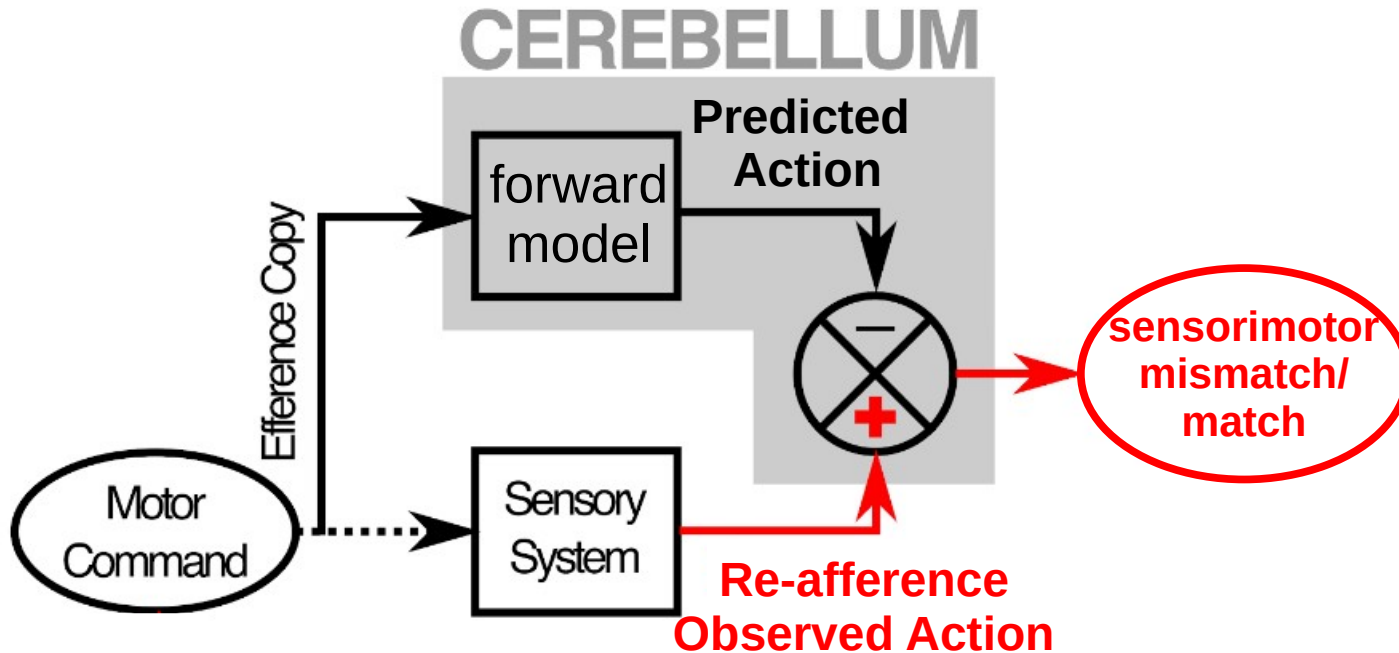 CEREBELLUM
Predicted
Action
forward
model
Efference Copy
−
+
sensorimotor
mismatch/
match
Motor
Command
Sensory
System
Re-afference
Observed Action